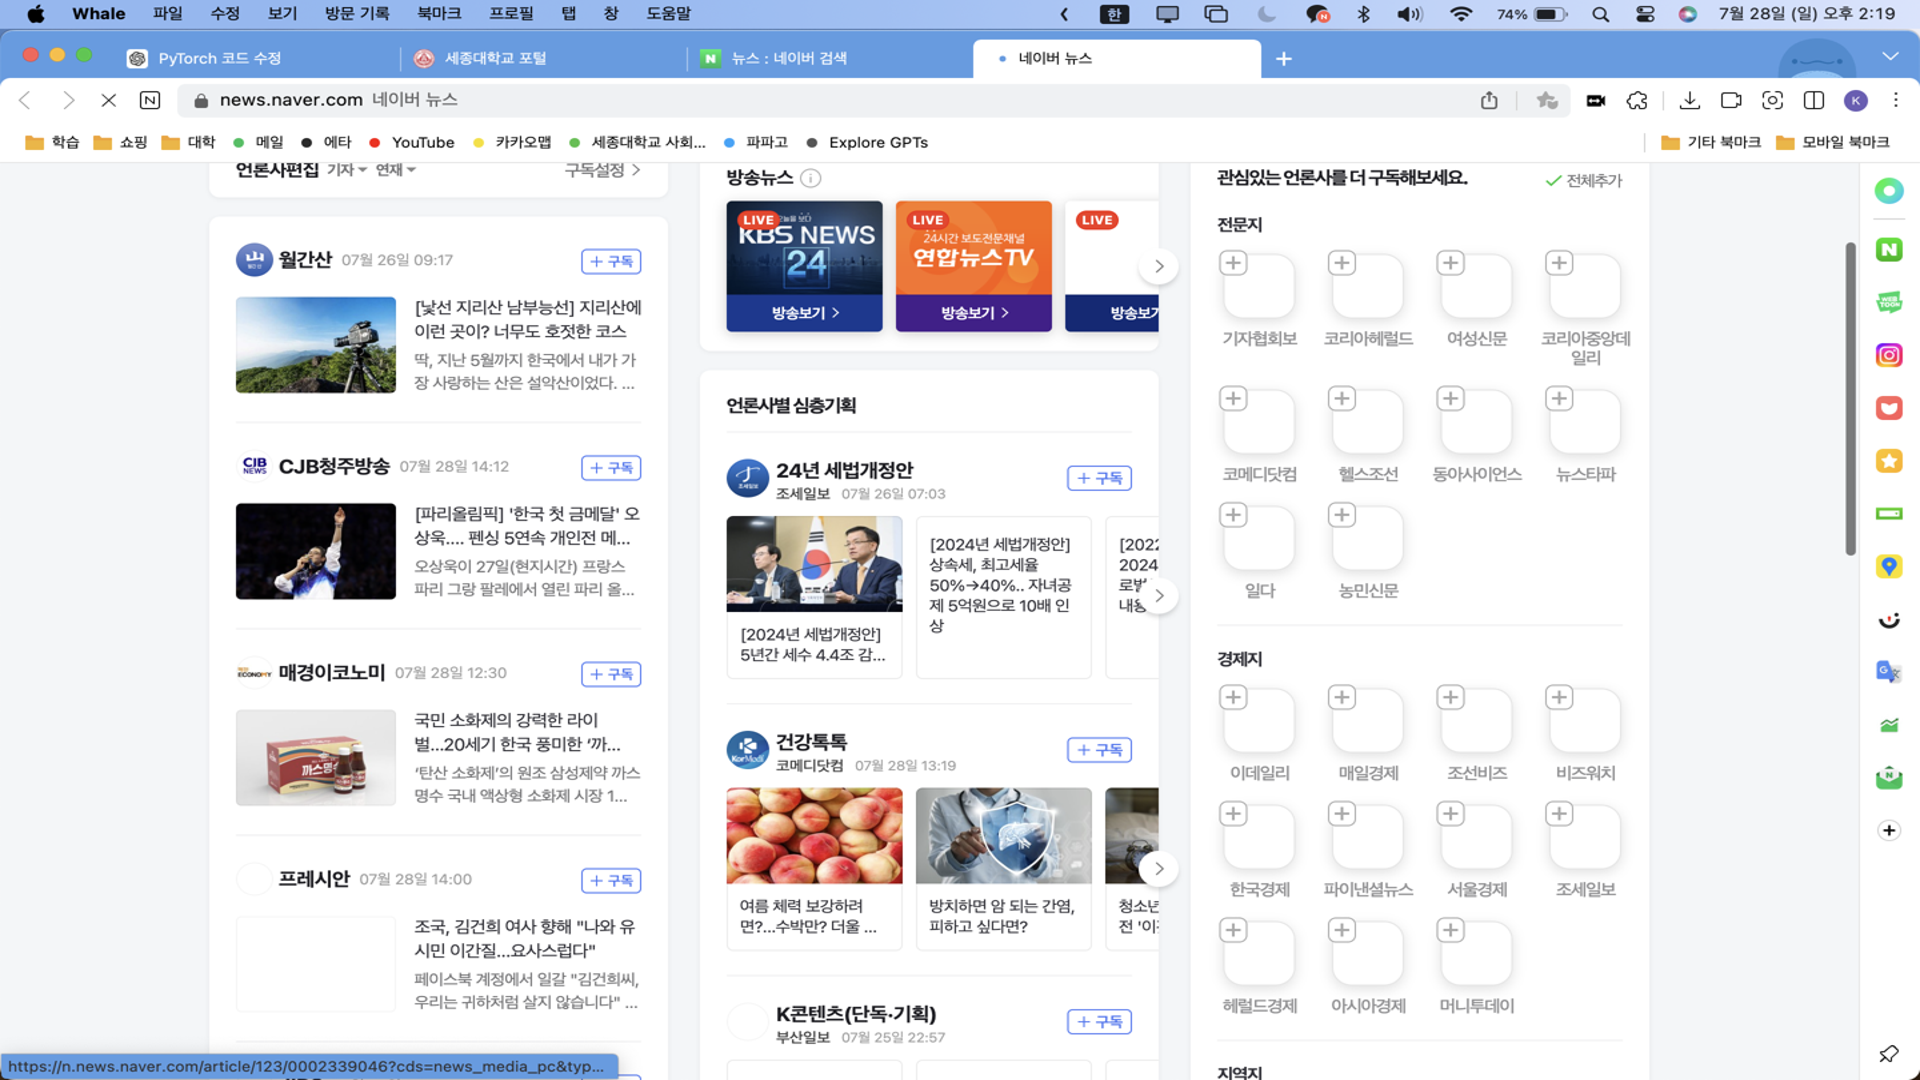 Whale 파일 수정 보기 방문 기록 북마크 프로필 탭 창 도움말 한 74% 7월 28일 (일) 오후 2:19
PyTorch 코드 수정 세종대학교 포털 뉴스 : 네이버 검색 네이버 뉴스
news.naver.com 네이버 뉴스
학습 쇼핑 대학 메일 에타 YouTube 카카오맵 세종대학교 사회... 파파고 Explore GPTs 기타 북마크 모바일 북마크
언론사편집 기자 연재 구독설정
월간산 07월 26일 09:17 + 구독
[낯선 지리산 남부능선] 지리산에
이런 곳이? 너무도 호젓한 코스
딱, 지난 5월까지 한국에서 내가 가
장 사랑하는 산은 설악산이었다. ...
CJB NEWS
CJB청주방송 07월 28일 14:12 + 구독
[파리올림픽] '한국 첫 금메달' 오
상욱.... 펜싱 5연속 개인전 메...
오상욱이 27일(현지시간) 프랑스
파리 그랑 팔레에서 열린 파리 올...
ECONOMY
매경이코노미 07월 28일 12:30 + 구독
국민 소화제의 강력한 라이
벌...20세기 한국 풍미한 ‘까...
‘탄산 소화제’의 원조 삼성제약 까스
명수 국내 액상형 소화제 시장 1...
까스명수
프레시안 07월 28일 14:00 + 구독
조국, 김건희 여사 향해 "나와 유
시민 이간질...요사스럽다"
페이스북 계정에서 일갈 "김건희씨,
우리는 귀하처럼 살지 않습니다" ...
https://n.news.naver.com/article/123/0002339046?cds=news_media_pc&typ...
방송뉴스
LIVE
KBS NEWS
24
방송보기
LIVE
24시간 보도전문채널
연합뉴스TV
방송보기
LIVE
방송보기
언론사별 심층기획
24년 세법개정안
조세일보 07월 26일 07:03
+ 구독
[2024년 세법개정안]
5년간 세수 4.4조 감...
[2024년 세법개정안]
상속세, 최고세율
50%→40%.. 자녀공
제 5억원으로 10배 인
상
[202
2024
로벌
내용
KorMedi
건강톡톡
코메디닷컴 07월 28일 13:19
+ 구독
여름 체력 보강하려
면?...수박만? 더울 ...
방치하면 암 되는 간염,
피하고 싶다면?
청소년
전 '이
K콘텐츠(단독·기획)
부산일보 07월 25일 22:57
+ 구독
관심있는 언론사를 더 구독해보세요.
전체추가
전문지
기자협회보 코리아헤럴드 여성신문 코리아중앙데
일리
코메디닷컴 헬스조선 동아사이언스 뉴스타파
일다 농민신문
경제지
이데일리 매일경제 조선비즈 비즈워치
한국경제 파이낸셜뉴스 서울경제 조세일보
헤럴드경제 아시아경제 머니투데이
지역지
WEB
TOON